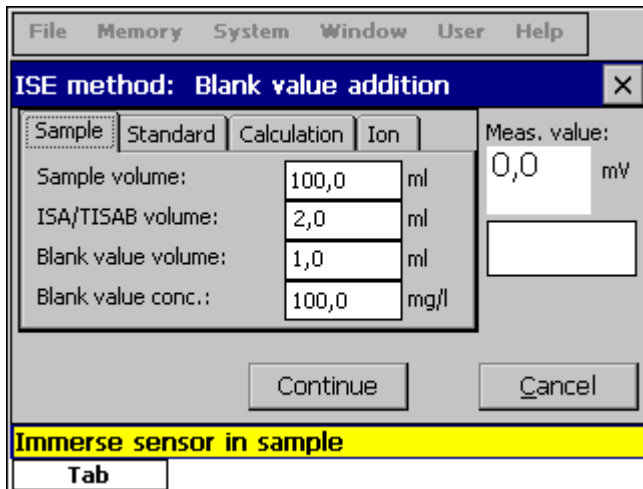 File Memory System Window User Help
ISE method: Blank value addition
Sample Standard Calculation Ion
Meas. value:
0,0 mV
Sample volume: 100,0 ml
ISA/TISAB volume: 2,0 ml
Blank value volume: 1,0 ml
Blank value conc.: 100,0 mg/l
Continue Cancel
Immerse sensor in sample
Tab